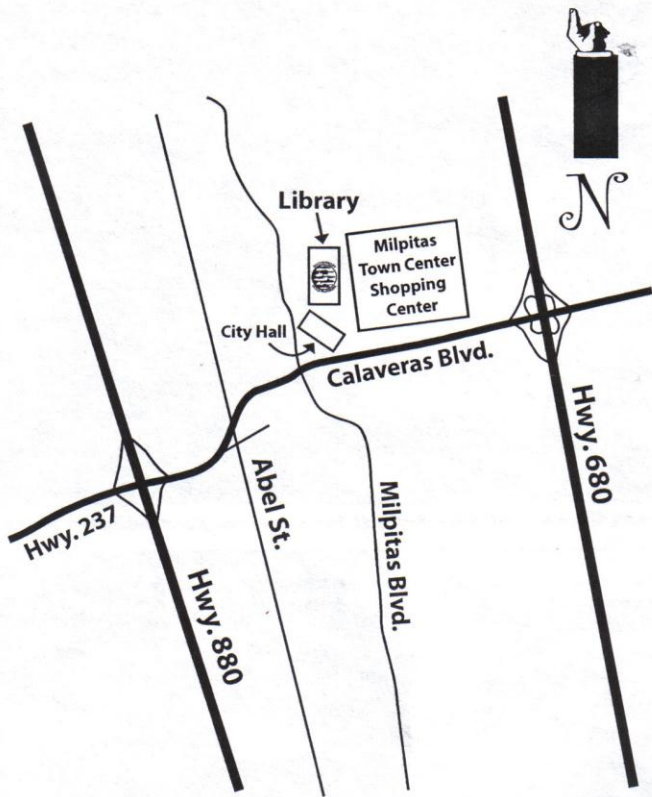 N
Library
Milpitas
Town Center
Shopping
Center
City Hall
Calaveras Blvd.
Hwy. 680
Hwy. 237
Abel St.
Milpitas Blvd.
Hwy. 880